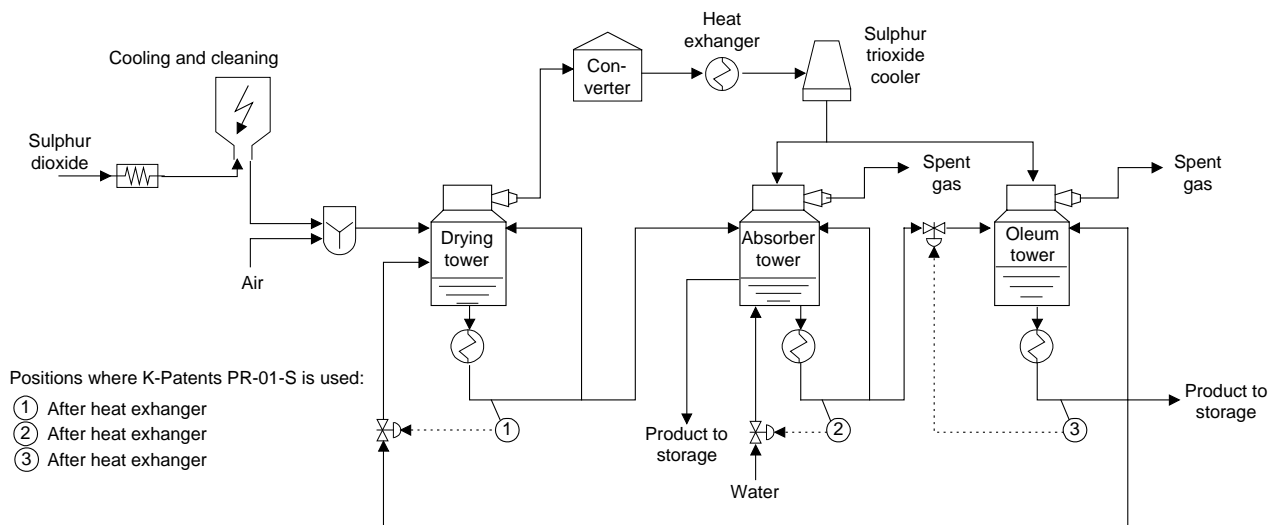 Cooling and cleaning
Heat
exhanger
Sulphur
trioxide
cooler
Con-
verter
Sulphur
dioxide
Air
Drying
tower
Spent
gas
Absorber
tower
Spent
gas
Oleum
tower
Positions where K-Patents PR-01-S is used:
1 After heat exhanger
2 After heat exhanger
3 After heat exhanger
1
Product to
storage
2
Water
3
Product to
storage